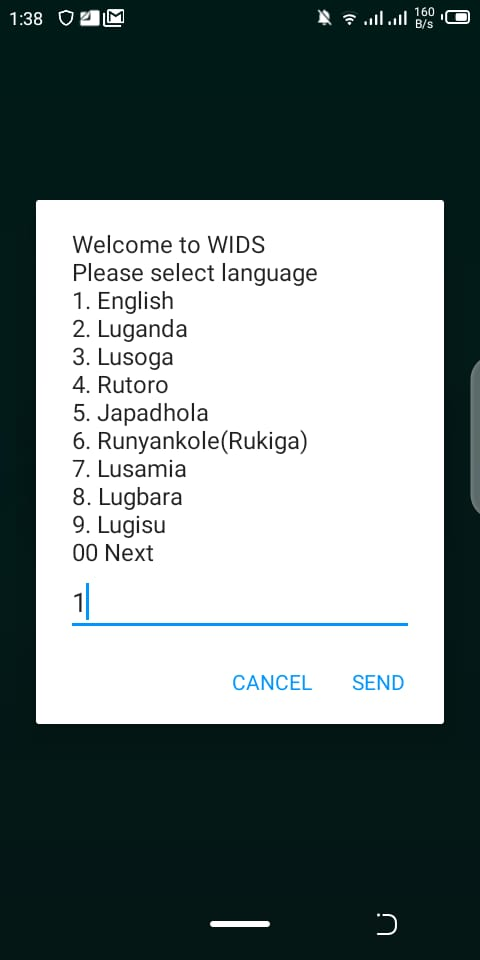 1:38
160
B/s
Welcome to WIDS
Please select language
1. English
2. Luganda
3. Lusoga
4. Rutoro
5. Japadhola
6. Runyankole(Rukiga)
7. Lusamia
8. Lugbara
9. Lugisu
00 Next
1
CANCEL SEND